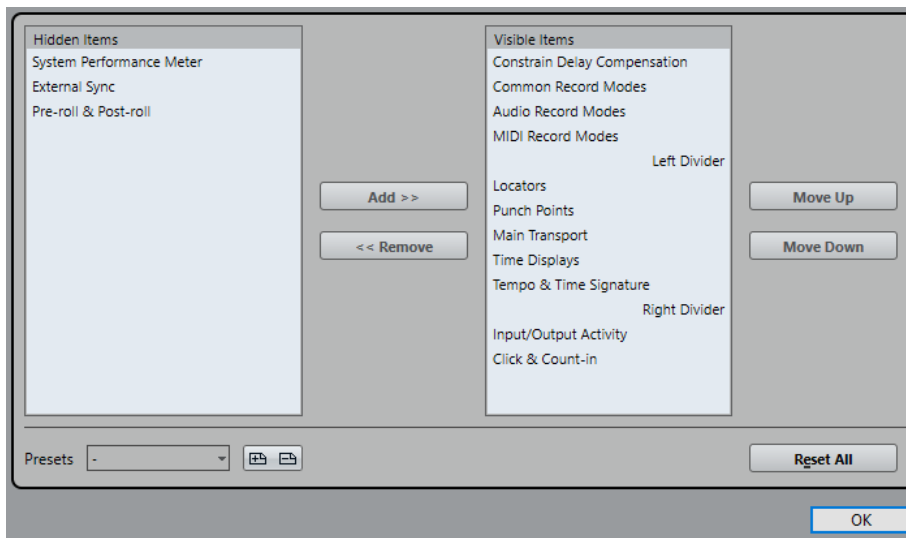 Hidden Items
System Performance Meter
External Sync
Pre-roll & Post-roll
Add >>
<< Remove
Visible Items
Constrain Delay Compensation
Common Record Modes
Audio Record Modes
MIDI Record Modes
Left Divider
Locators
Punch Points
Main Transport
Time Displays
Tempo & Time Signature
Right Divider
Input/Output Activity
Click & Count-in
Move Up
Move Down
Presets -
Reset All
OK